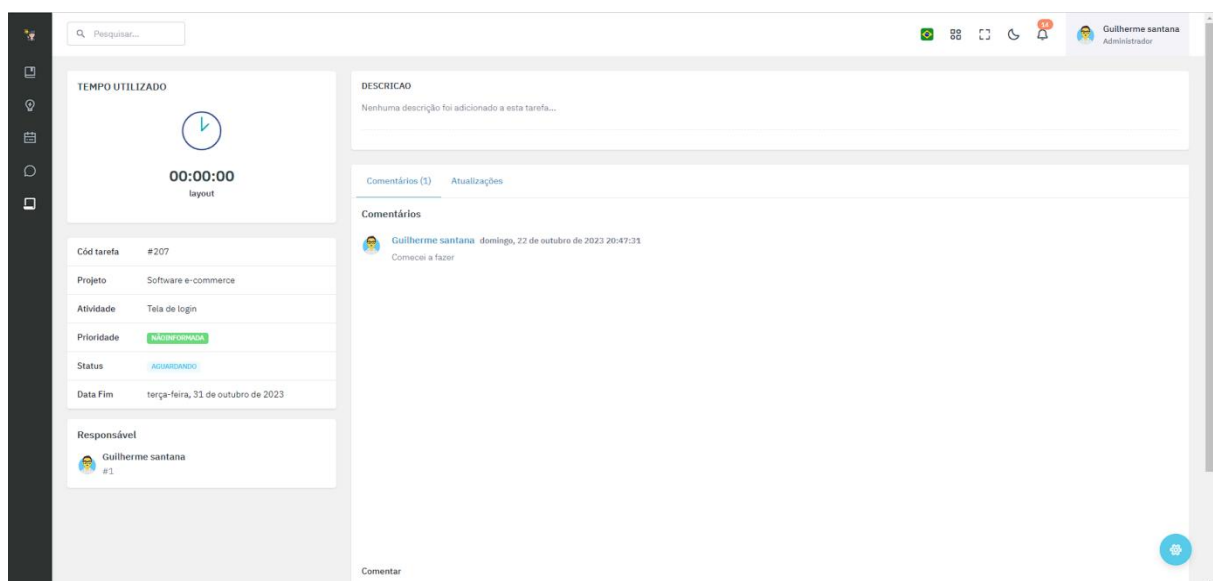 Pesquisar...
14
Guilherme santana
Administrador
TEMPO UTILIZADO
00:00:00
layout
Cód tarefa #207
Projeto Software e-commerce
Atividade Tela de login
Prioridade NÃOINFORMADA
Status AGUARDANDO
Data Fim terça-feira, 31 de outubro de 2023
Responsável
Guilherme santana
#1
DESCRICAO
Nenhuma descrição foi adicionado a esta tarefa...
Comentários (1) Atualizações
Comentários
Guilherme santana domingo, 22 de outubro de 2023 20:47:31
Comecei a fazer
Comentar